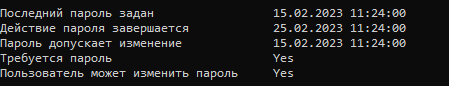 Последний пароль задан 15.02.2023 11:24:00
Действие пароля завершается 25.02.2023 11:24:00
Пароль допускает изменение 15.02.2023 11:24:00
Требуется пароль Yes
Пользователь может изменить пароль Yes